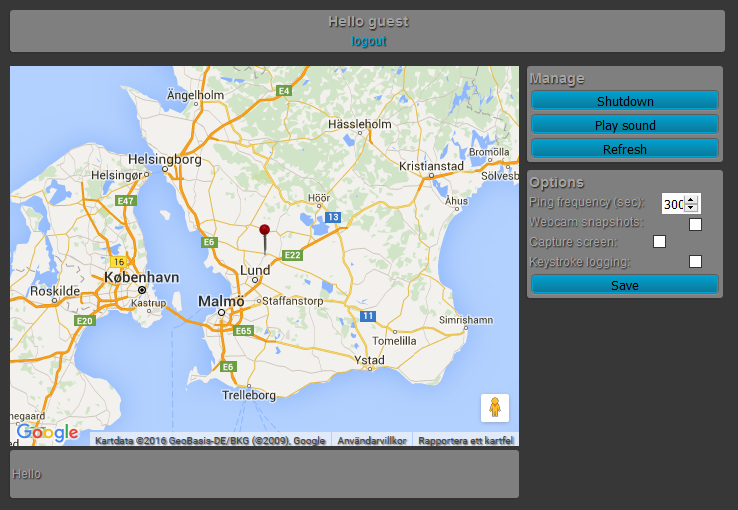 Hello guest
logout
Ängelholm
E4
Hässleholm
Helsingborg
Helsingør
Kristianstad
Bromölla
Sölvesb
Åhus
E47
Höör
13
E6
E22
16
København
Lund
Roskilde
Kastrup
Malmö
Staffanstorp
E20
E65
11
Simrishamn
Tomelilla
Ystad
E6
Trelleborg
negaard
Google
ed
Kartdata ©2016 GeoBasis-DE/BKG (©2009), Google
Användarvillkor
Rapportera ett kartfel
Hello
Manage
Shutdown
Play sound
Refresh
Options
Ping frequency (sec):
300
Webcam snapshots:
Capture screen:
Keystroke logging:
Save